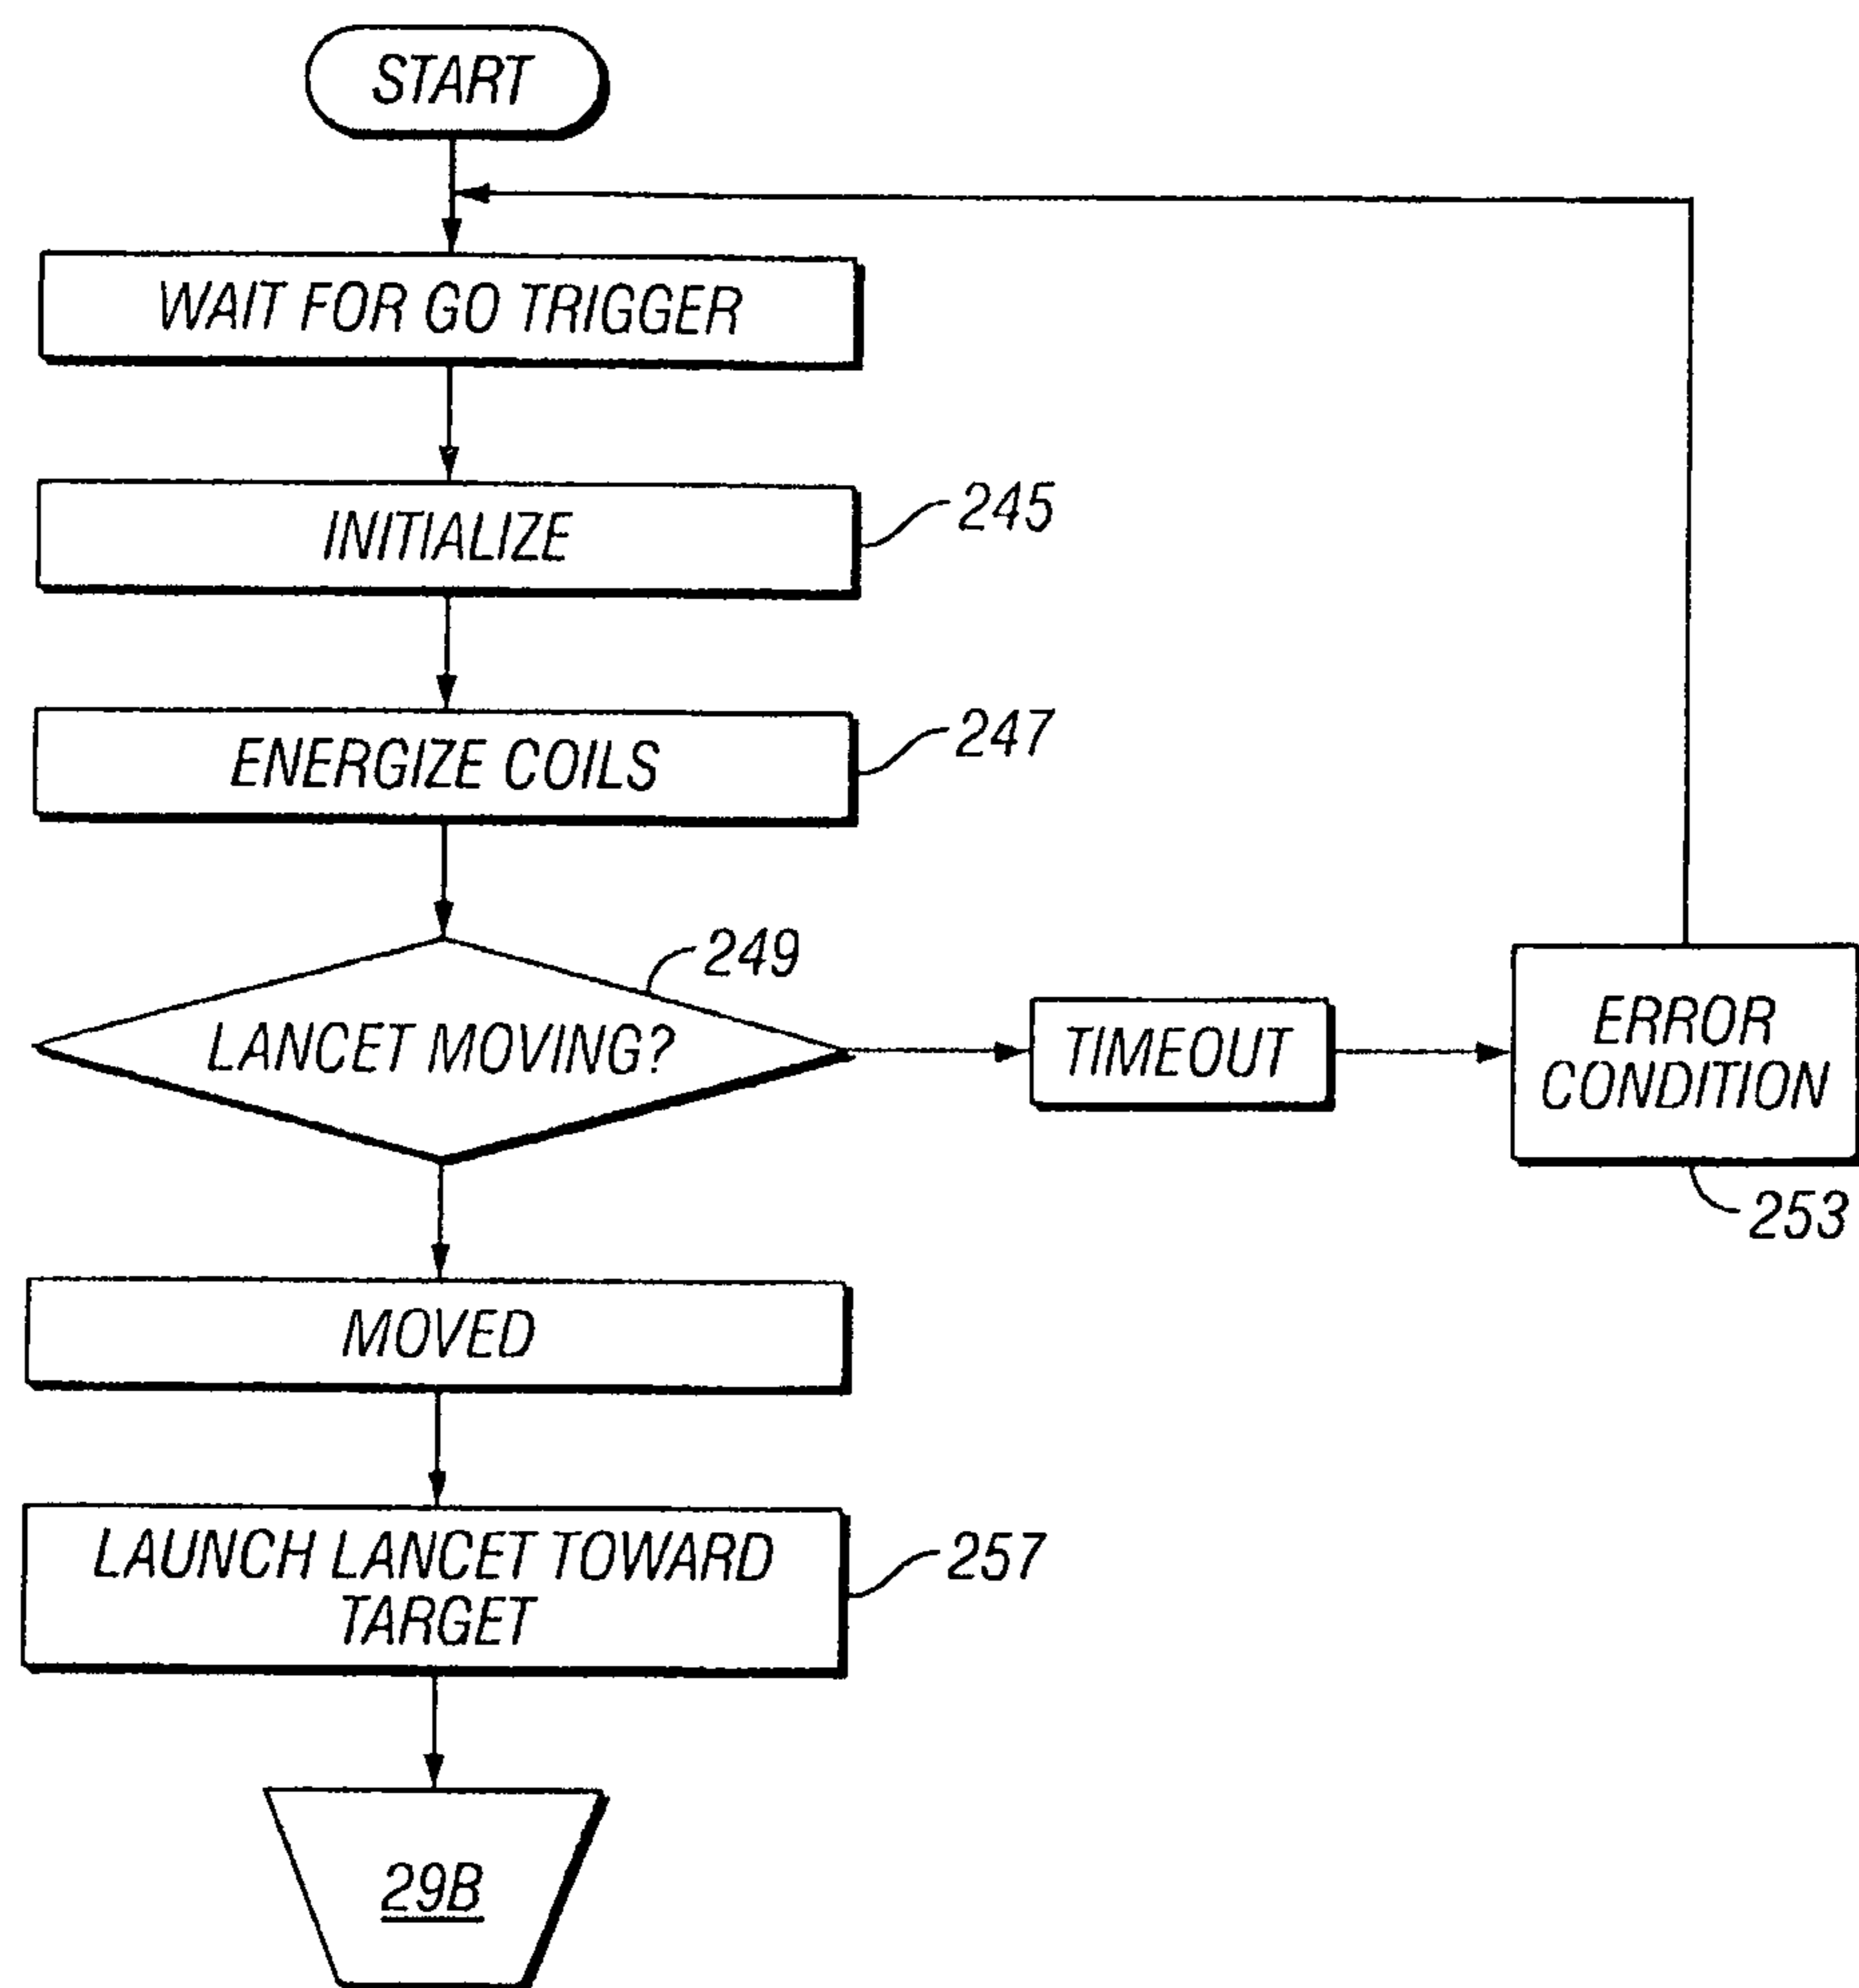 START
WAIT FOR GO TRIGGER
INITIALIZE
245
ENERGIZE COILS
247
249
LANCET MOVING?
TIMEOUT
ERROR
CONDITION
253
MOVED
LAUNCH LANCET TOWARD
TARGET
257
29B